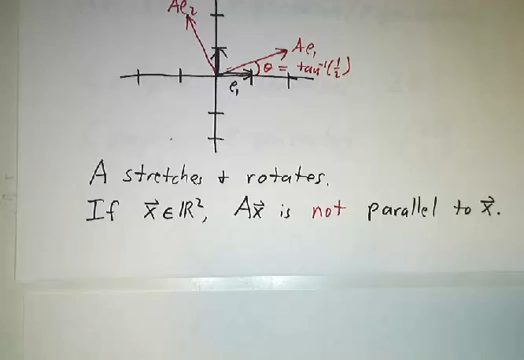 Ae₂
Ae₁
θ = tan⁻¹(½)
e₁
A stretches + rotates.
If x⃗ ∈ ℝ², Ax⃗ is not parallel to x⃗.